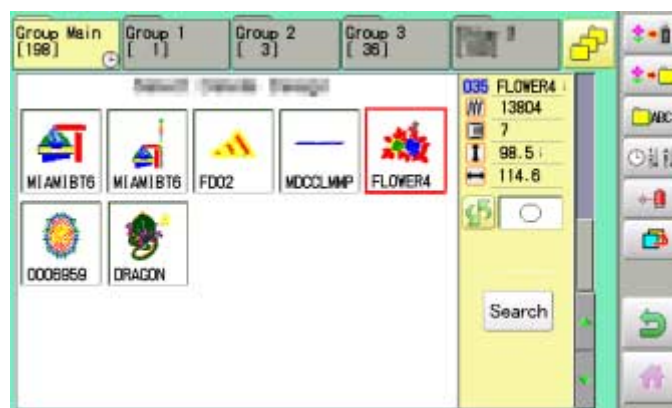 Group Main
[198]
Group 1
[ 1]
Group 2
[ 3]
Group 3
[ 36]
MIAMIBT6
MIAMIBT6
FD02
MDCCLMMP
FLOWER4
0006959
DRAGON
035 FLOWER4
13804
7
98.5
114.6
Search
ABC